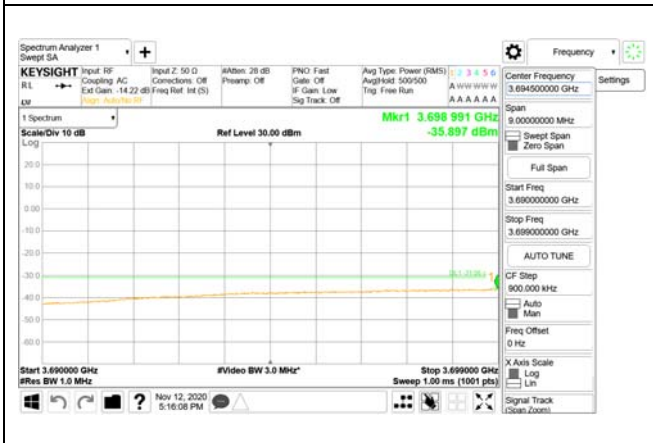 Spectrum Analyzer 1
Swept SA
Frequency
Settings
KEYSIGHT
RL
Input: RF
Coupling: AC
Ext Gain: -14.22 dB
Align: Auto/No RF
Input Z: 50 Ω
Corrections: Off
Freq Ref: Int (S)
#Atten: 28 dB
Preamp: Off
PNO: Fast
Gate: Off
IF Gain: Low
Sig Track: Off
Avg Type: Power (RMS)
Avg|Hold: 500/500
Trig: Free Run
1 2 3 4 5 6
A W W W W W
A A A A A A
1 Spectrum
Scale/Div 10 dB
Log
Ref Level 30.00 dBm
Mkr1 3.698 991 GHz
-35.897 dBm
20.0
10.0
0.00
-10.0
-20.0
-30.0
-40.0
-50.0
-60.0
1
Start 3.690000 GHz
#Res BW 1.0 MHz
#Video BW 3.0 MHz*
Stop 3.699000 GHz
Sweep 1.00 ms (1001 pts)
Nov 12, 2020
5:16:08 PM
Center Frequency
3.694500000 GHz
Span
9.00000000 MHz
Swept Span
Zero Span
Full Span
Start Freq
3.690000000 GHz
Stop Freq
3.699000000 GHz
AUTO TUNE
CF Step
900.000 kHz
Auto
Man
Freq Offset
0 Hz
X Axis Scale
Log
Lin
Signal Track
(Span Zoom)